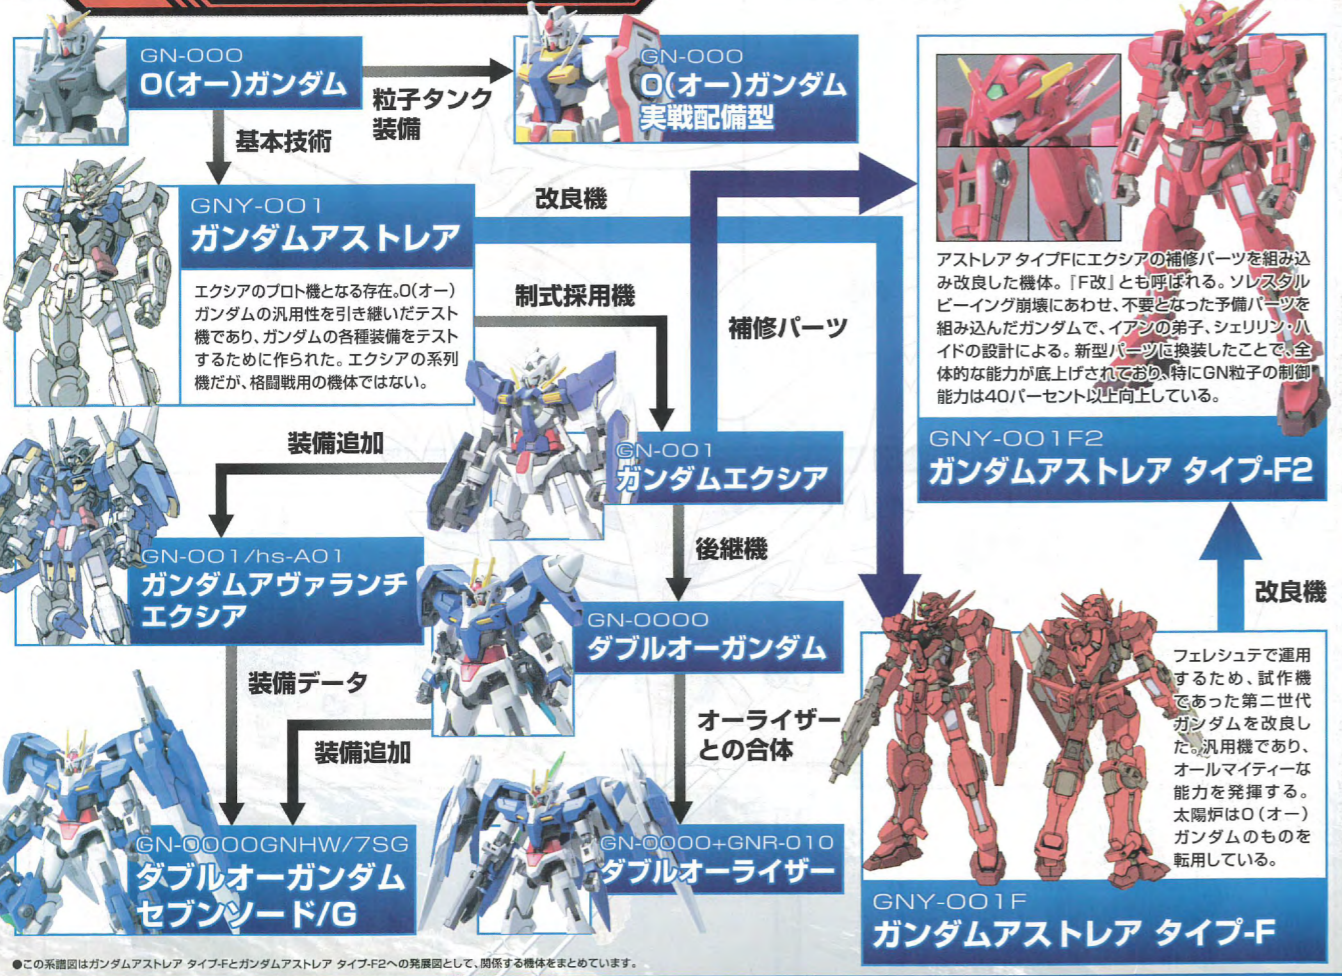 GN-000
O(オー)ガンダム
粒子タンク
装備
GN-000
O(オー)ガンダム
実戦配備型
基本技術
GNY-001
ガンダムアストレア
エクシアのプロト機となる存在。O(オー)
ガンダムの汎用性を引き継いだテスト
機であり、ガンダムの各種装備をテスト
するために作られた。エクシアの系列
機だが、格闘戦用の機体ではない。
改良機
制式採用機
補修パーツ
アストレア タイプFにエクシアの補修パーツを組み込
み改良した機体。『F改』とも呼ばれる。ソレスタル
ビーイング崩壊にあわせ、不要となった予備パーツを
組み込んだガンダムで、イアンの弟子、シェリリン・ハ
イドの設計による。新型パーツに換装したことで、全
体的な能力が底上げされており、特にGN粒子の制御
能力は40パーセント以上向上している。
GNY-001F2
ガンダムアストレア タイプ-F2
装備追加
GN-001
ガンダムエクシア
GN-001/hs-A01
ガンダムアヴァランチ
エクシア
後継機
GN-0000
ダブルオーガンダム
改良機
装備データ
装備追加
オーライザー
との合体
GN-0000GNHW/7SG
ダブルオーガンダム
セブンソード/G
GN-0000+GNR-010
ダブルオーライザー
フェレシュテで運用
するため、試作機
であった第二世代
ガンダムを改良し
た。汎用機であり、
オールマイティーな
能力を発揮する。
太陽炉はO(オー)
ガンダムのものを
転用している。
GNY-001F
ガンダムアストレア タイプ-F
●この系譜図はガンダムアストレア タイプ-Fとガンダムアストレア タイプ-F2への発展図として、関係する機体をまとめています。